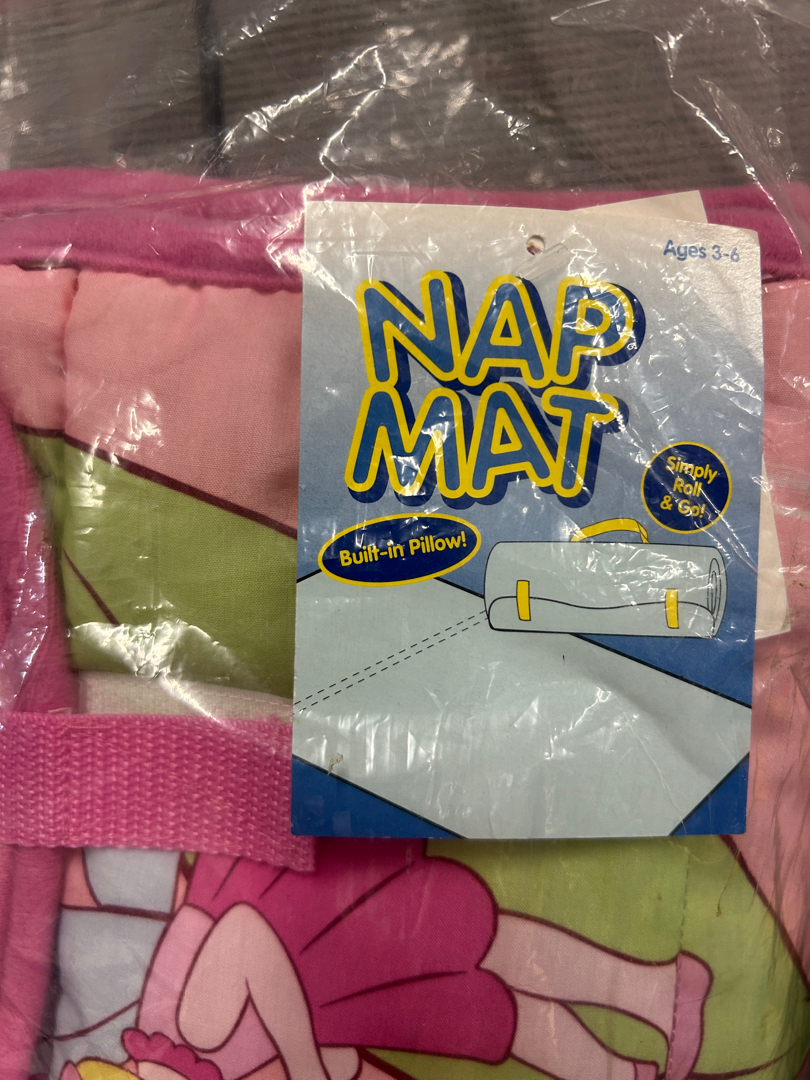 Ages 3-6
NAP
MAT
Simply
Roll
& Go!
Built-in Pillow!